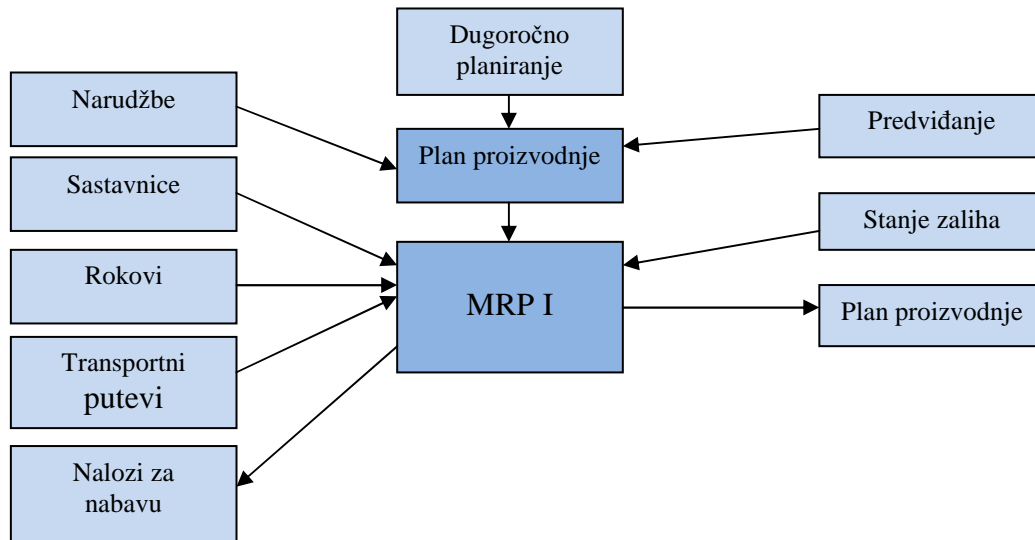 Dugoročno
planiranje
Narudžbe
Predviđanje
Plan proizvodnje
Sastavnice
Stanje zaliha
Rokovi
MRP I
Plan proizvodnje
Transportni
putevi
Nalozi za
nabavu